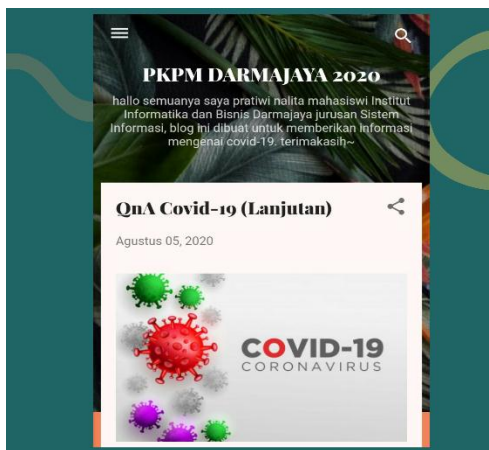 PKPM DARMAJAYA 2020
hallo semuanya saya pratiwi nalita mahasiswi Institut
Informatika dan Bisnis Darmajaya jurusan Sistem
Informasi, blog ini dibuat untuk memberikan informasi
mengenai covid-19. terimakasih~
QnA Covid-19 (Lanjutan)
Agustus 05, 2020
COVID-19
CORONAVIRUS